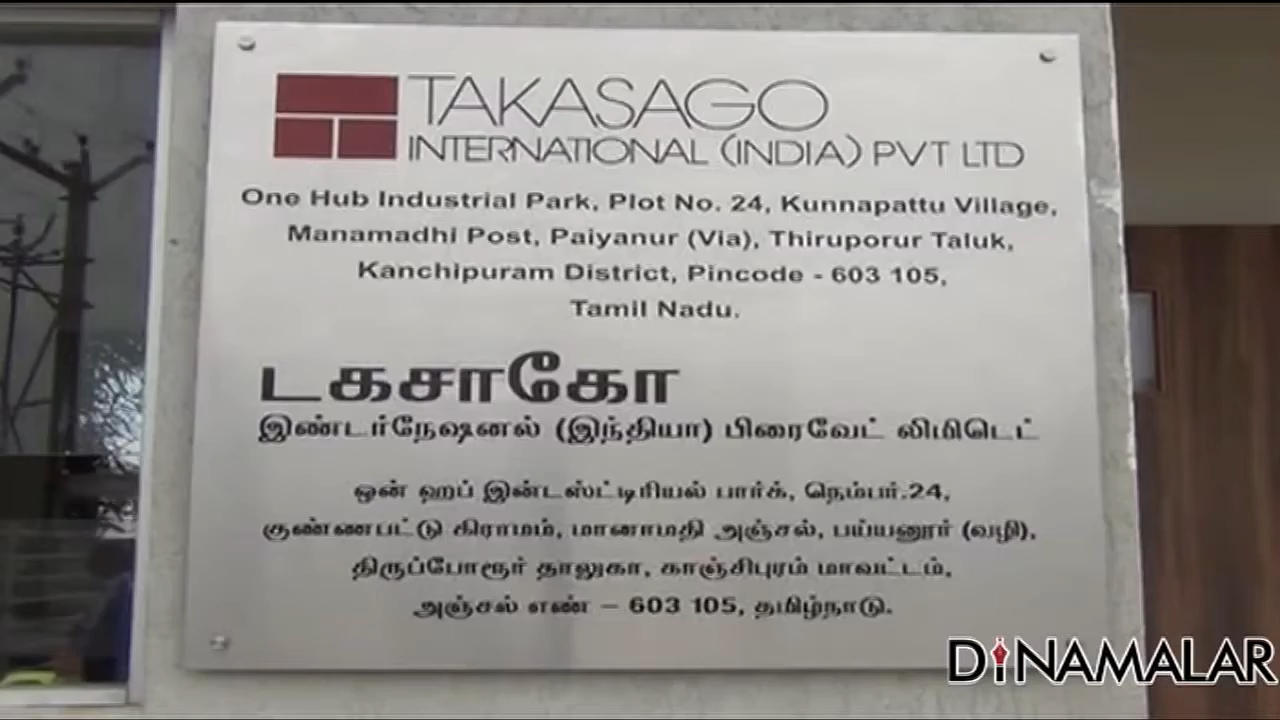 TAKASAGO
INTERNATIONAL (INDIA) PVT LTD
One Hub Industrial Park, Plot No. 24, Kunnapattu Village,
Manamadhi Post, Paiyanur (Via), Thiruporur Taluk,
Kanchipuram District, Pincode - 603 105,
Tamil Nadu.
டகசாகோ
இண்டர்நேஷனல் (இந்தியா) பிரைவேட் லிமிடெட்
ஒன் ஹப் இன்டஸ்ட்டிரியல் பார்க், நெம்பர்.24,
குண்ணபட்டு கிராமம், மானாமதி அஞ்சல், பய்யனூர் (வழி),
திருப்போரூர் தாலுகா, காஞ்சிபுரம் மாவட்டம்,
அஞ்சல் எண் – 603 105, தமிழ்நாடு.
DINAMALAR